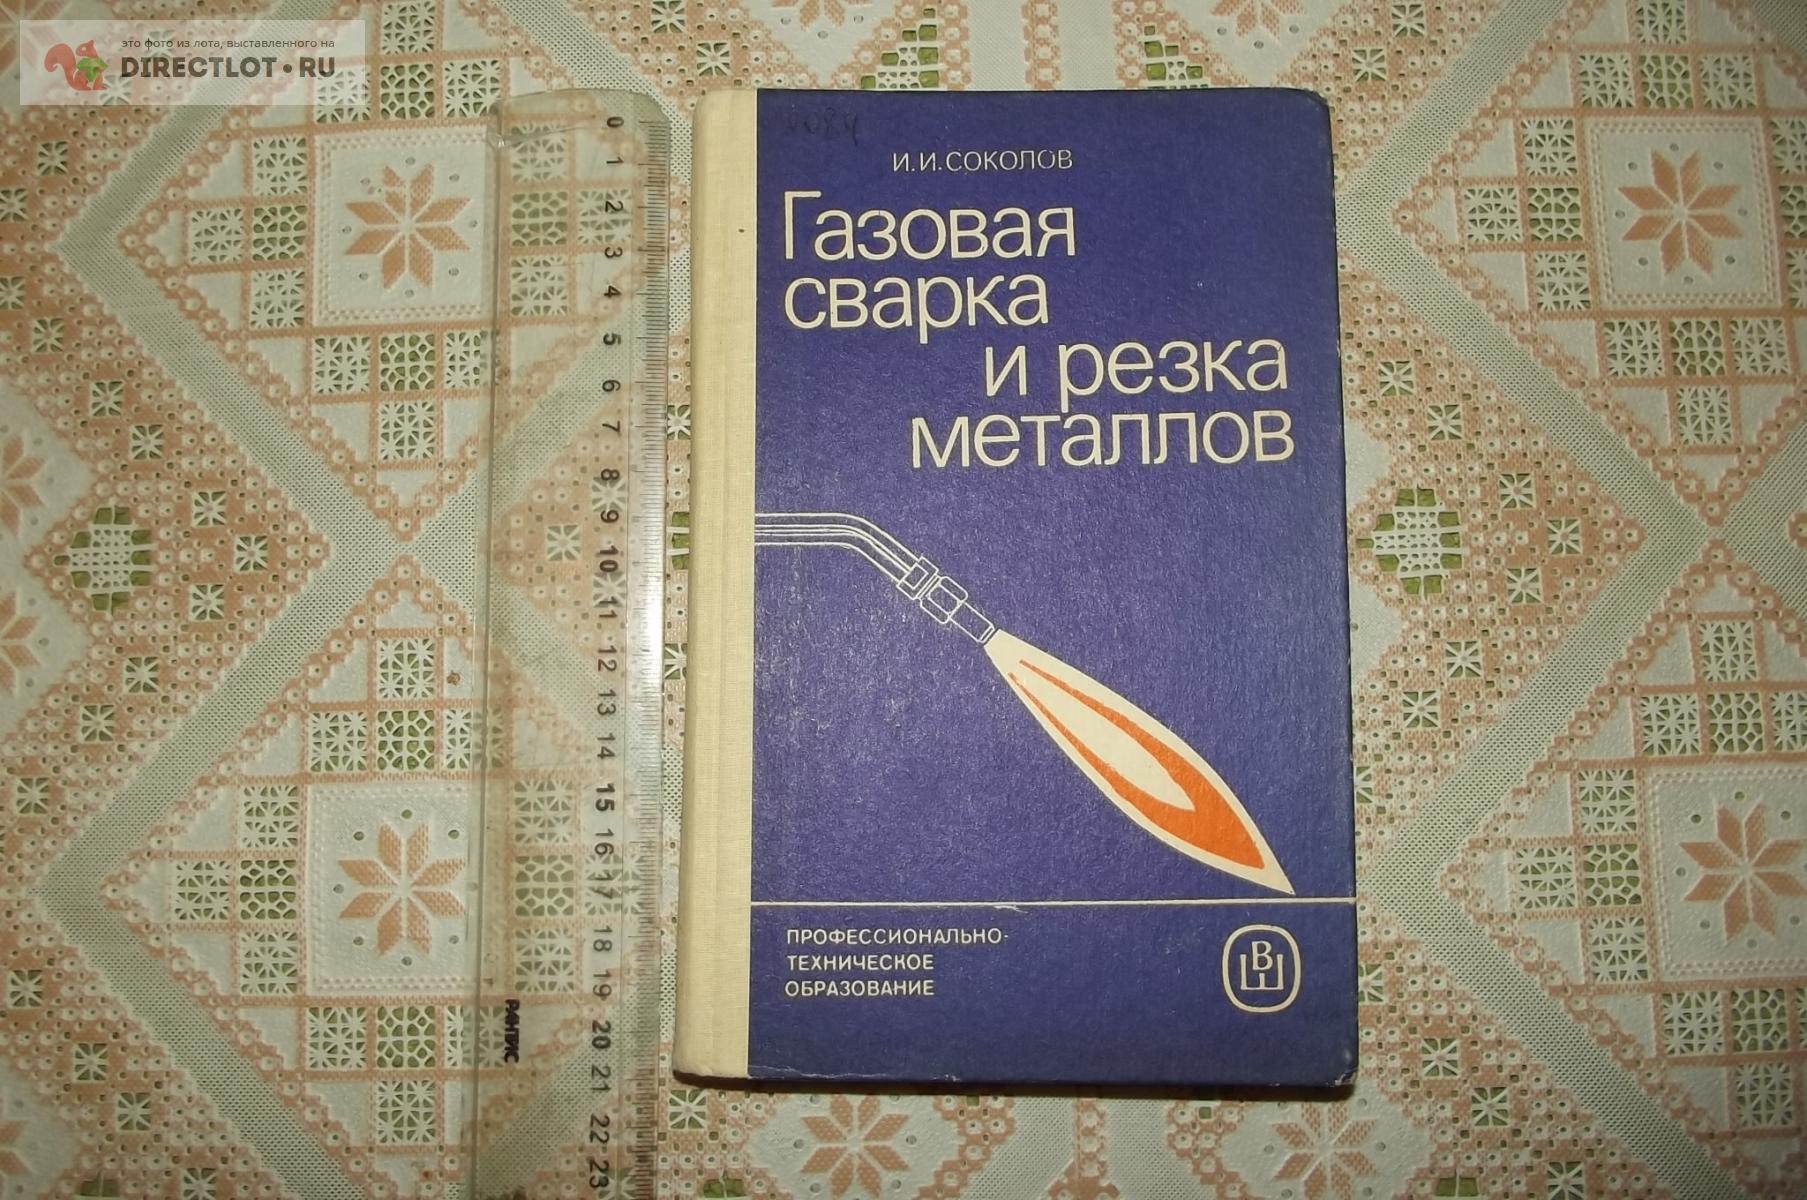 это фото из лота, выставленного на
DIRECTLOT.RU
И.И.СОКОЛОВ
Газовая
сварка
и резка
металлов
ПРОФЕССИОНАЛЬНО-
ТЕХНИЧЕСКОЕ
ОБРАЗОВАНИЕ
ВШ
0
1
2
3
4
5
6
7
8
9
10
11
12
13
14
15
16
17
18
19
20
21
22
23
РАНТИС